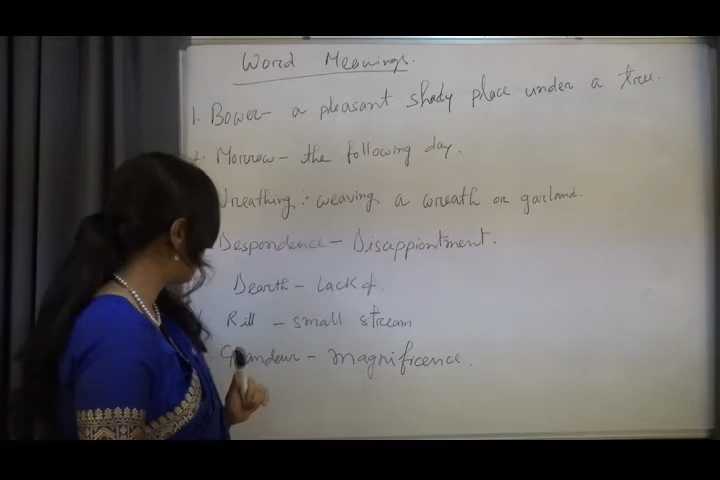 Word Meanings.
1. Bower- a pleasant shady place under a tree.
2. Morrow - the following day.
Wreathing :- weaving a wreath or garland.
Despondence - Disappiontment.
Dearth - Lack of.
Rill - small stream
Grandeur - magnificence.